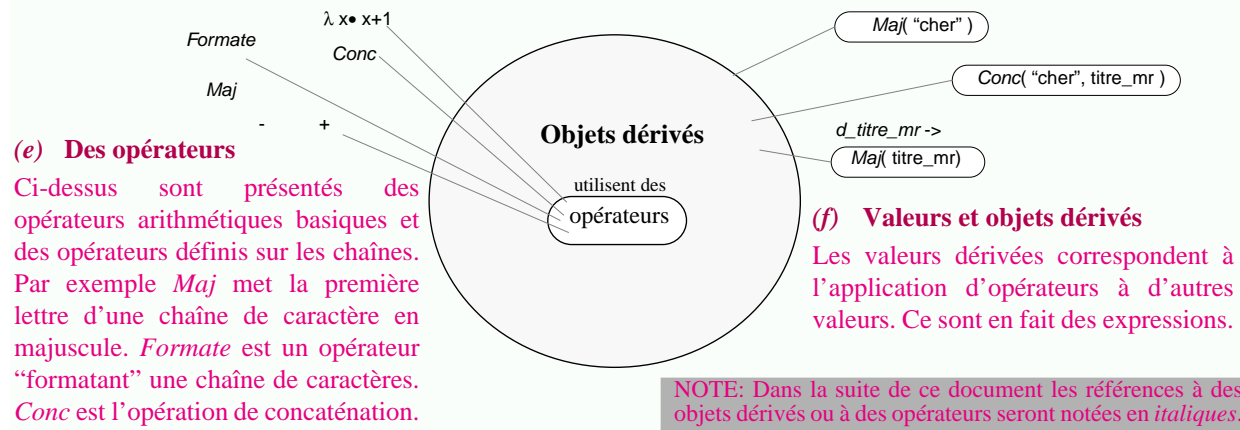 λ x• x+1
Formate
Conc
Maj
- +
(e) Des opérateurs
Ci-dessus sont présentés des
opérateurs arithmétiques basiques et
des opérateurs définis sur les chaînes.
Par exemple Maj met la première
lettre d’une chaîne de caractère en
majuscule. Formate est un opérateur
“formatant” une chaîne de caractères.
Conc est l’opération de concaténation.
Objets dérivés
utilisent des
opérateurs
Maj( “cher” )
Conc( “cher”, titre_mr )
d_titre_mr ->
Maj( titre_mr)
(f) Valeurs et objets dérivés
Les valeurs dérivées correspondent à
l’application d’opérateurs à d’autres
valeurs. Ce sont en fait des expressions.
NOTE: Dans la suite de ce document les références à des
objets dérivés ou à des opérateurs seront notées en italiques.